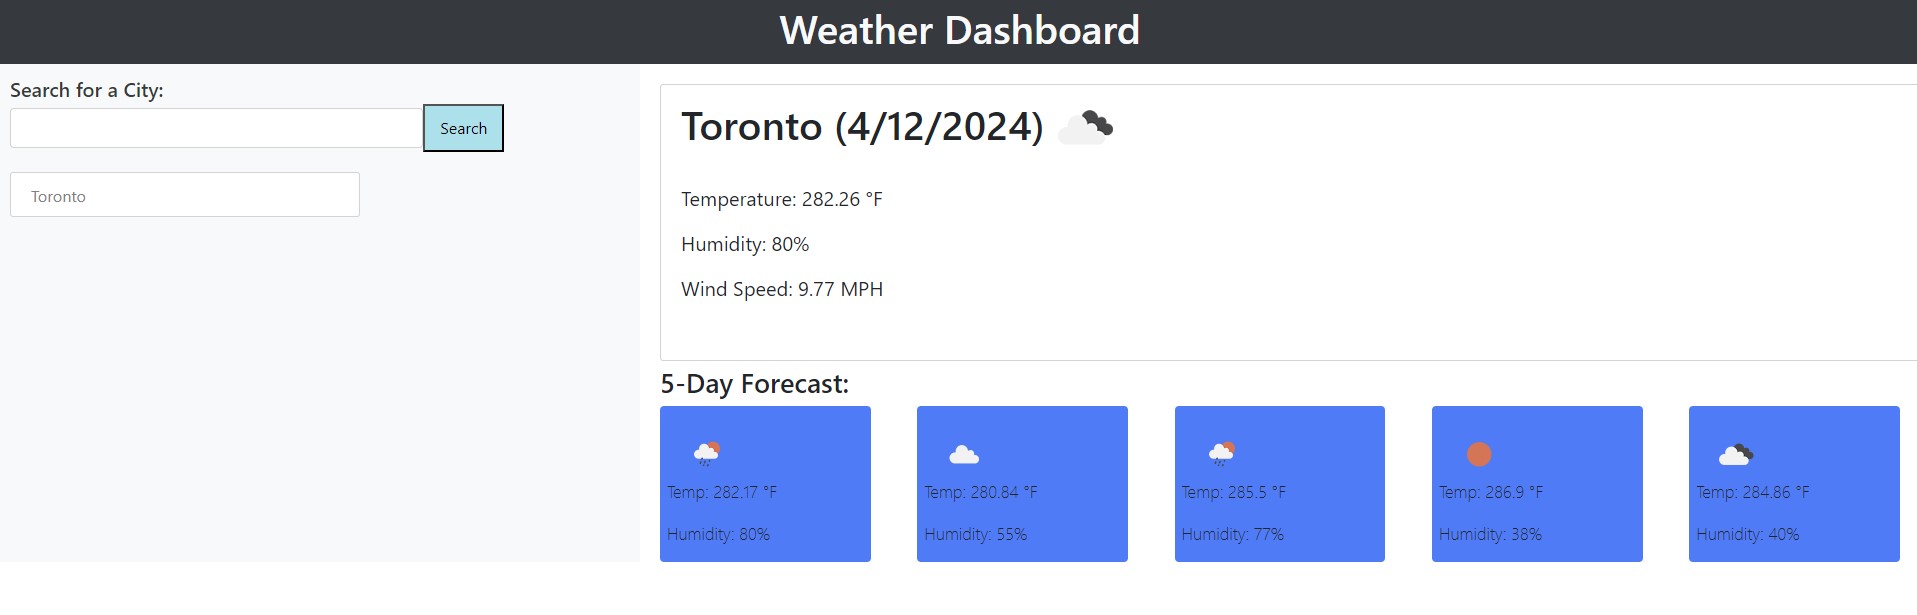 Weather Dashboard
Search for a City:
Search
Toronto
Toronto (4/12/2024)
Temperature: 282.26 °F
Humidity: 80%
Wind Speed: 9.77 MPH
5-Day Forecast:
Temp: 282.17 °F
Humidity: 80%
Temp: 280.84 °F
Humidity: 55%
Temp: 285.5 °F
Humidity: 77%
Temp: 286.9 °F
Humidity: 38%
Temp: 284.86 °F
Humidity: 40%